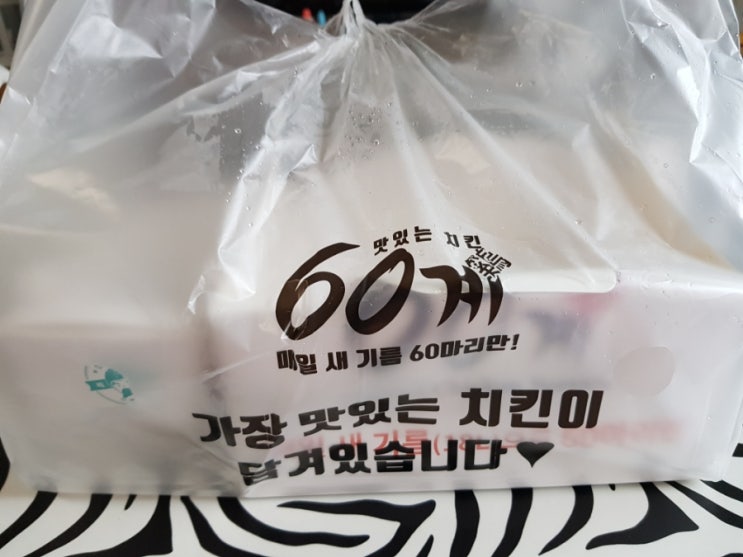 맛있는 치킨
60계
매일 새 기름 60마리만!
가장 맛있는 치킨이
담겨있습니다♥